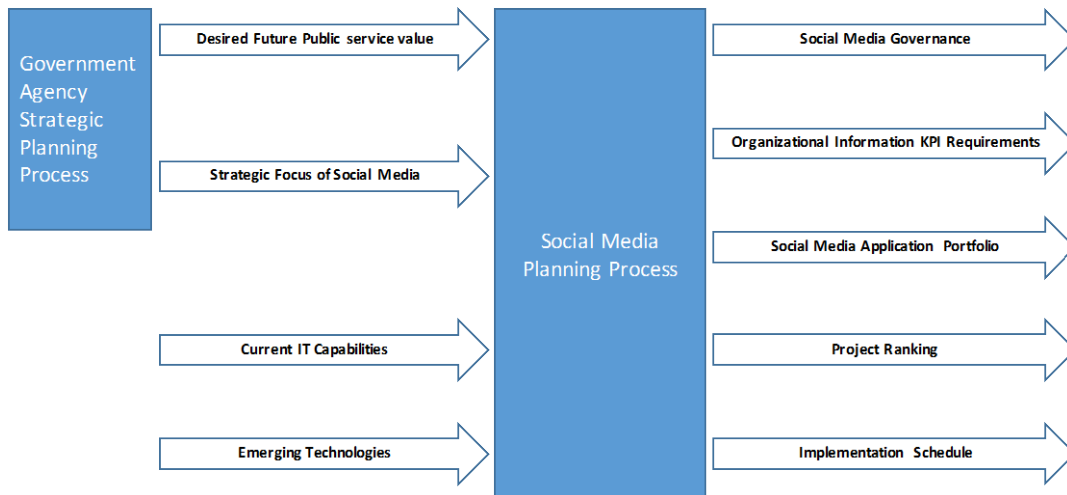 Government
Agency
Strategic
Planning
Process
Desired Future Public service value
Strategic Focus of Social Media
Current IT Capabilities
Emerging Technologies
Social Media
Planning Process
Social Media Governance
Organizational Information KPI Requirements
Social Media Application Portfolio
Project Ranking
Implementation Schedule